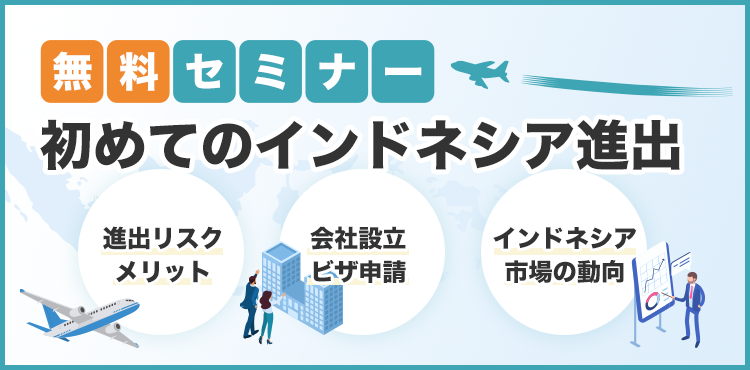 無料セミナー
初めてのインドネシア進出
進出リスク
メリット
会社設立
ビザ申請
インドネシア
市場の動向